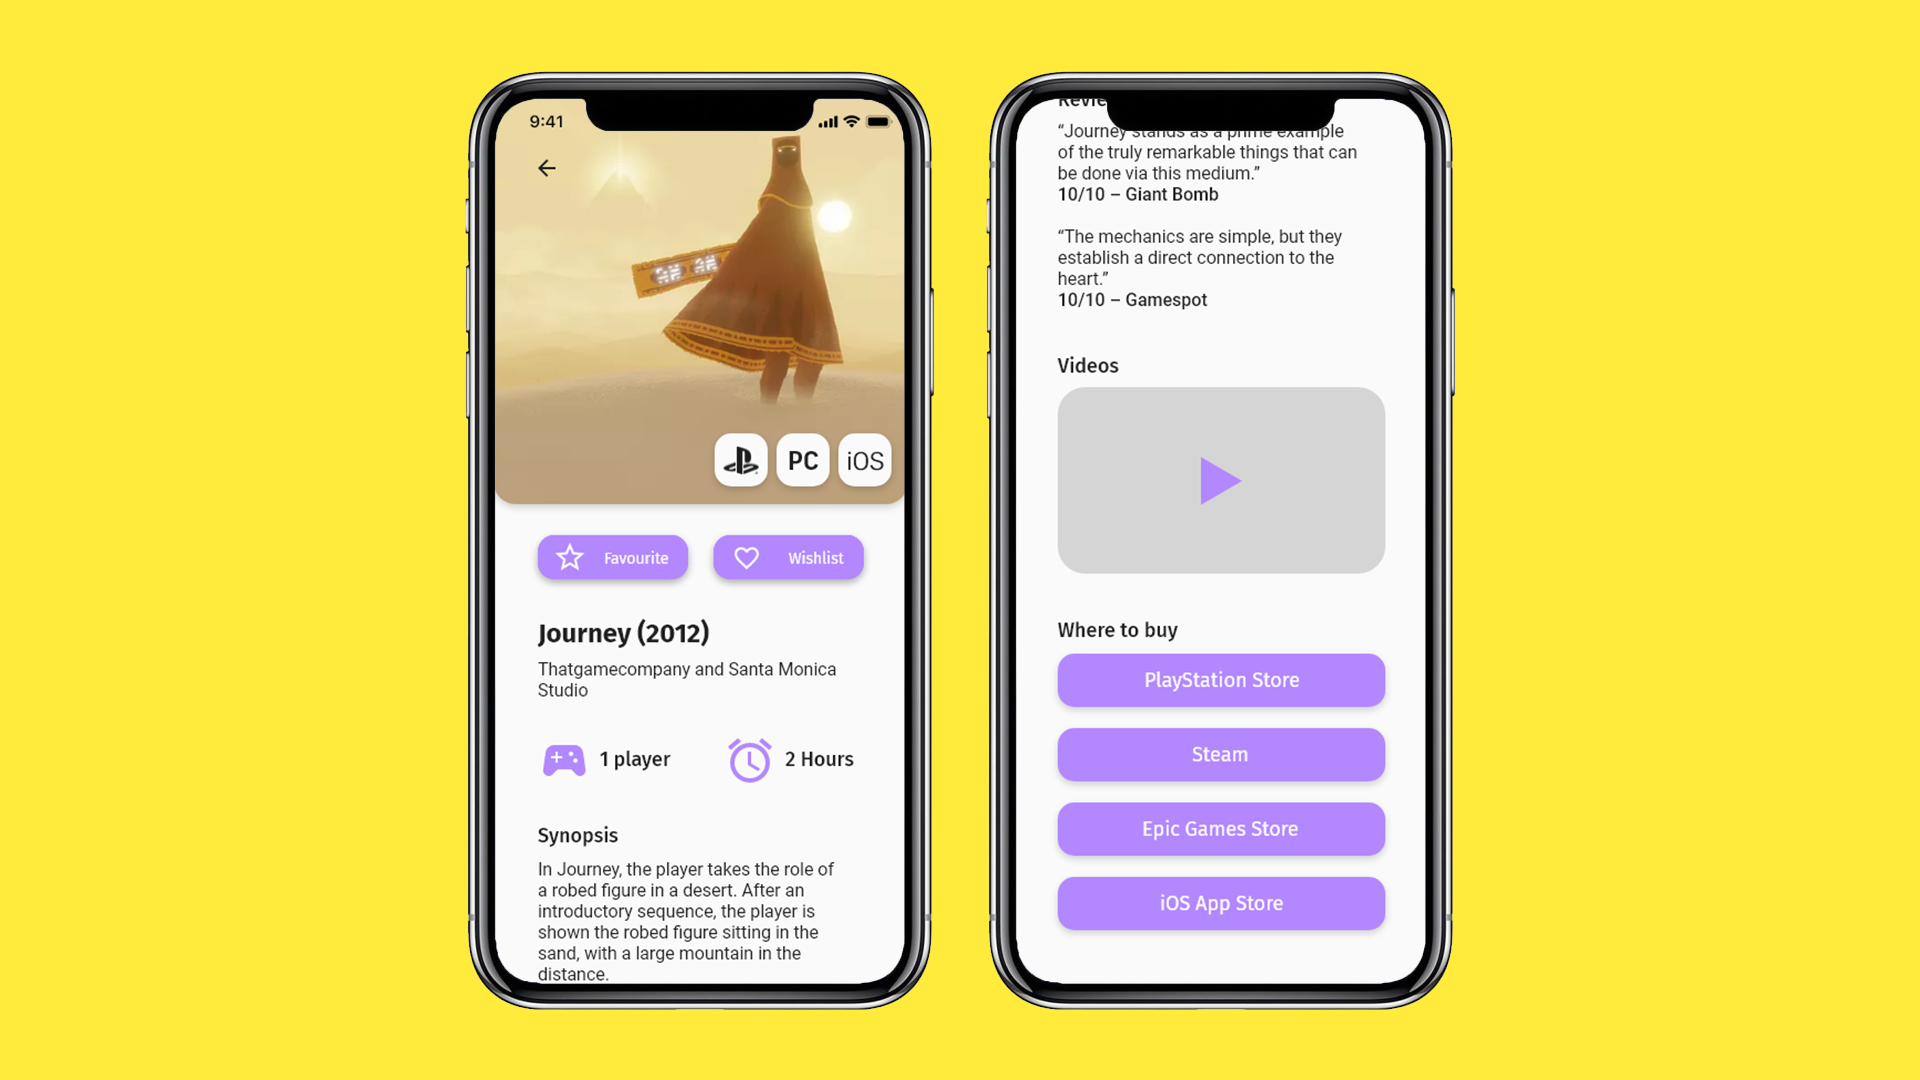 9:41
PC
iOS
Favourite
Wishlist
Journey (2012)
Thatgamecompany and Santa Monica
Studio
1 player
2 Hours
Synopsis
In Journey, the player takes the role of
a robed figure in a desert. After an
introductory sequence, the player is
shown the robed figure sitting in the
sand, with a large mountain in the
distance.
“Journey stands as a prime example
of the truly remarkable things that can
be done via this medium.”
10/10 – Giant Bomb
“The mechanics are simple, but they
establish a direct connection to the
heart.”
10/10 – Gamespot
Videos
Where to buy
PlayStation Store
Steam
Epic Games Store
iOS App Store